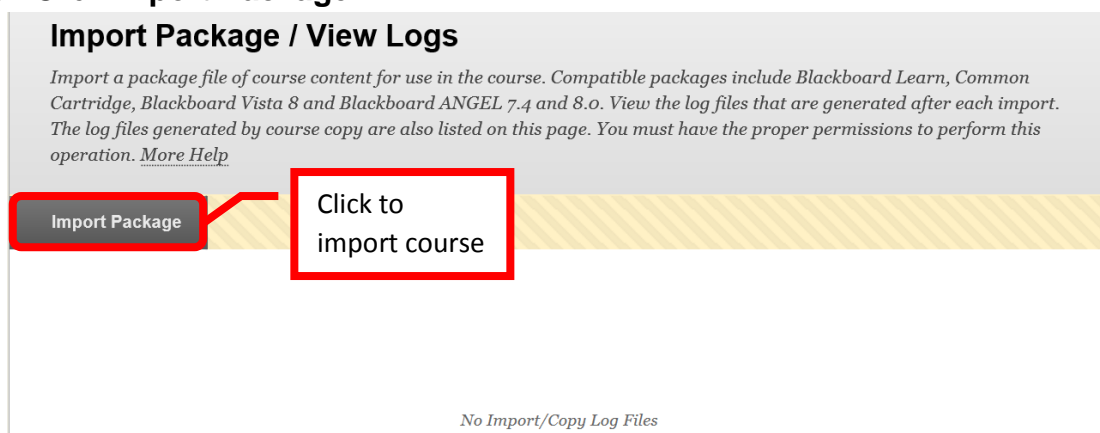 Import Package / View Logs
Import a package file of course content for use in the course. Compatible packages include Blackboard Learn, Common
Cartridge, Blackboard Vista 8 and Blackboard ANGEL 7.4 and 8.0. View the log files that are generated after each import.
The log files generated by course copy are also listed on this page. You must have the proper permissions to perform this
operation. More Help
Import Package
Click to
import course
No Import/Copy Log Files